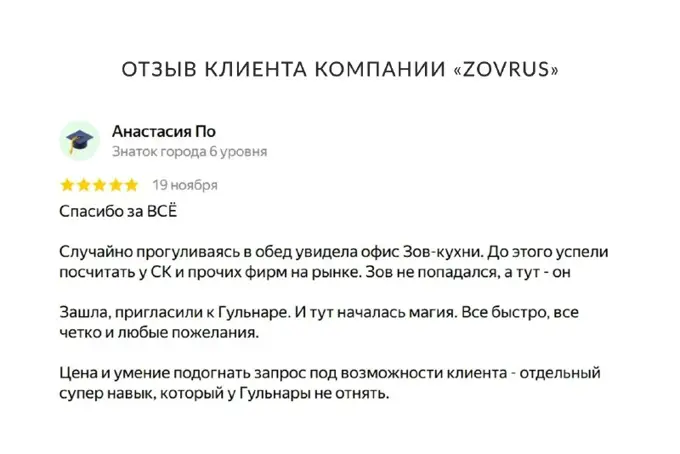 ОТЗЫВ КЛИЕНТА КОМПАНИИ «ZOVRUS»
Анастасия По
Знаток города 6 уровня
19 ноября
Спасибо за ВСЁ
Случайно прогуливаясь в обед увидела офис Зов-кухни. До этого успели
посчитать у СК и прочих фирм на рынке. Зов не попадался, а тут - он
Зашла, пригласили к Гульнаре. И тут началась магия. Все быстро, все
четко и любые пожелания.
Цена и умение подогнать запрос под возможности клиента - отдельный
супер навык, который у Гульнары не отнять.